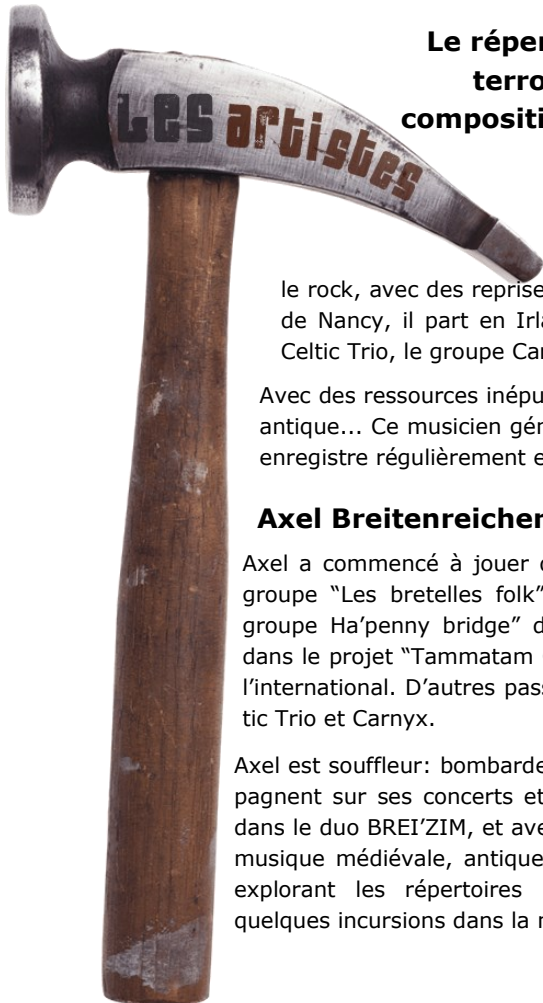 Les artistes
Le réper
terro
compositi
le rock, avec des reprise
de Nancy, il part en Irla
Celtic Trio, le groupe Car
Avec des ressources inépu
antique... Ce musicien gén
enregistre régulièrement e
Axel Breitenreicher
Axel a commencé à jouer d
groupe “Les bretelles folk”
groupe Ha’penny bridge” d
dans le projet “Tammatam
l’international. D’autres pass
tic Trio et Carnyx.
Axel est souffleur: bombarde
pagnent sur ses concerts et
dans le duo BREI’ZIM, et ave
musique médiévale, antique
explorant les répertoires
quelques incursions dans la r